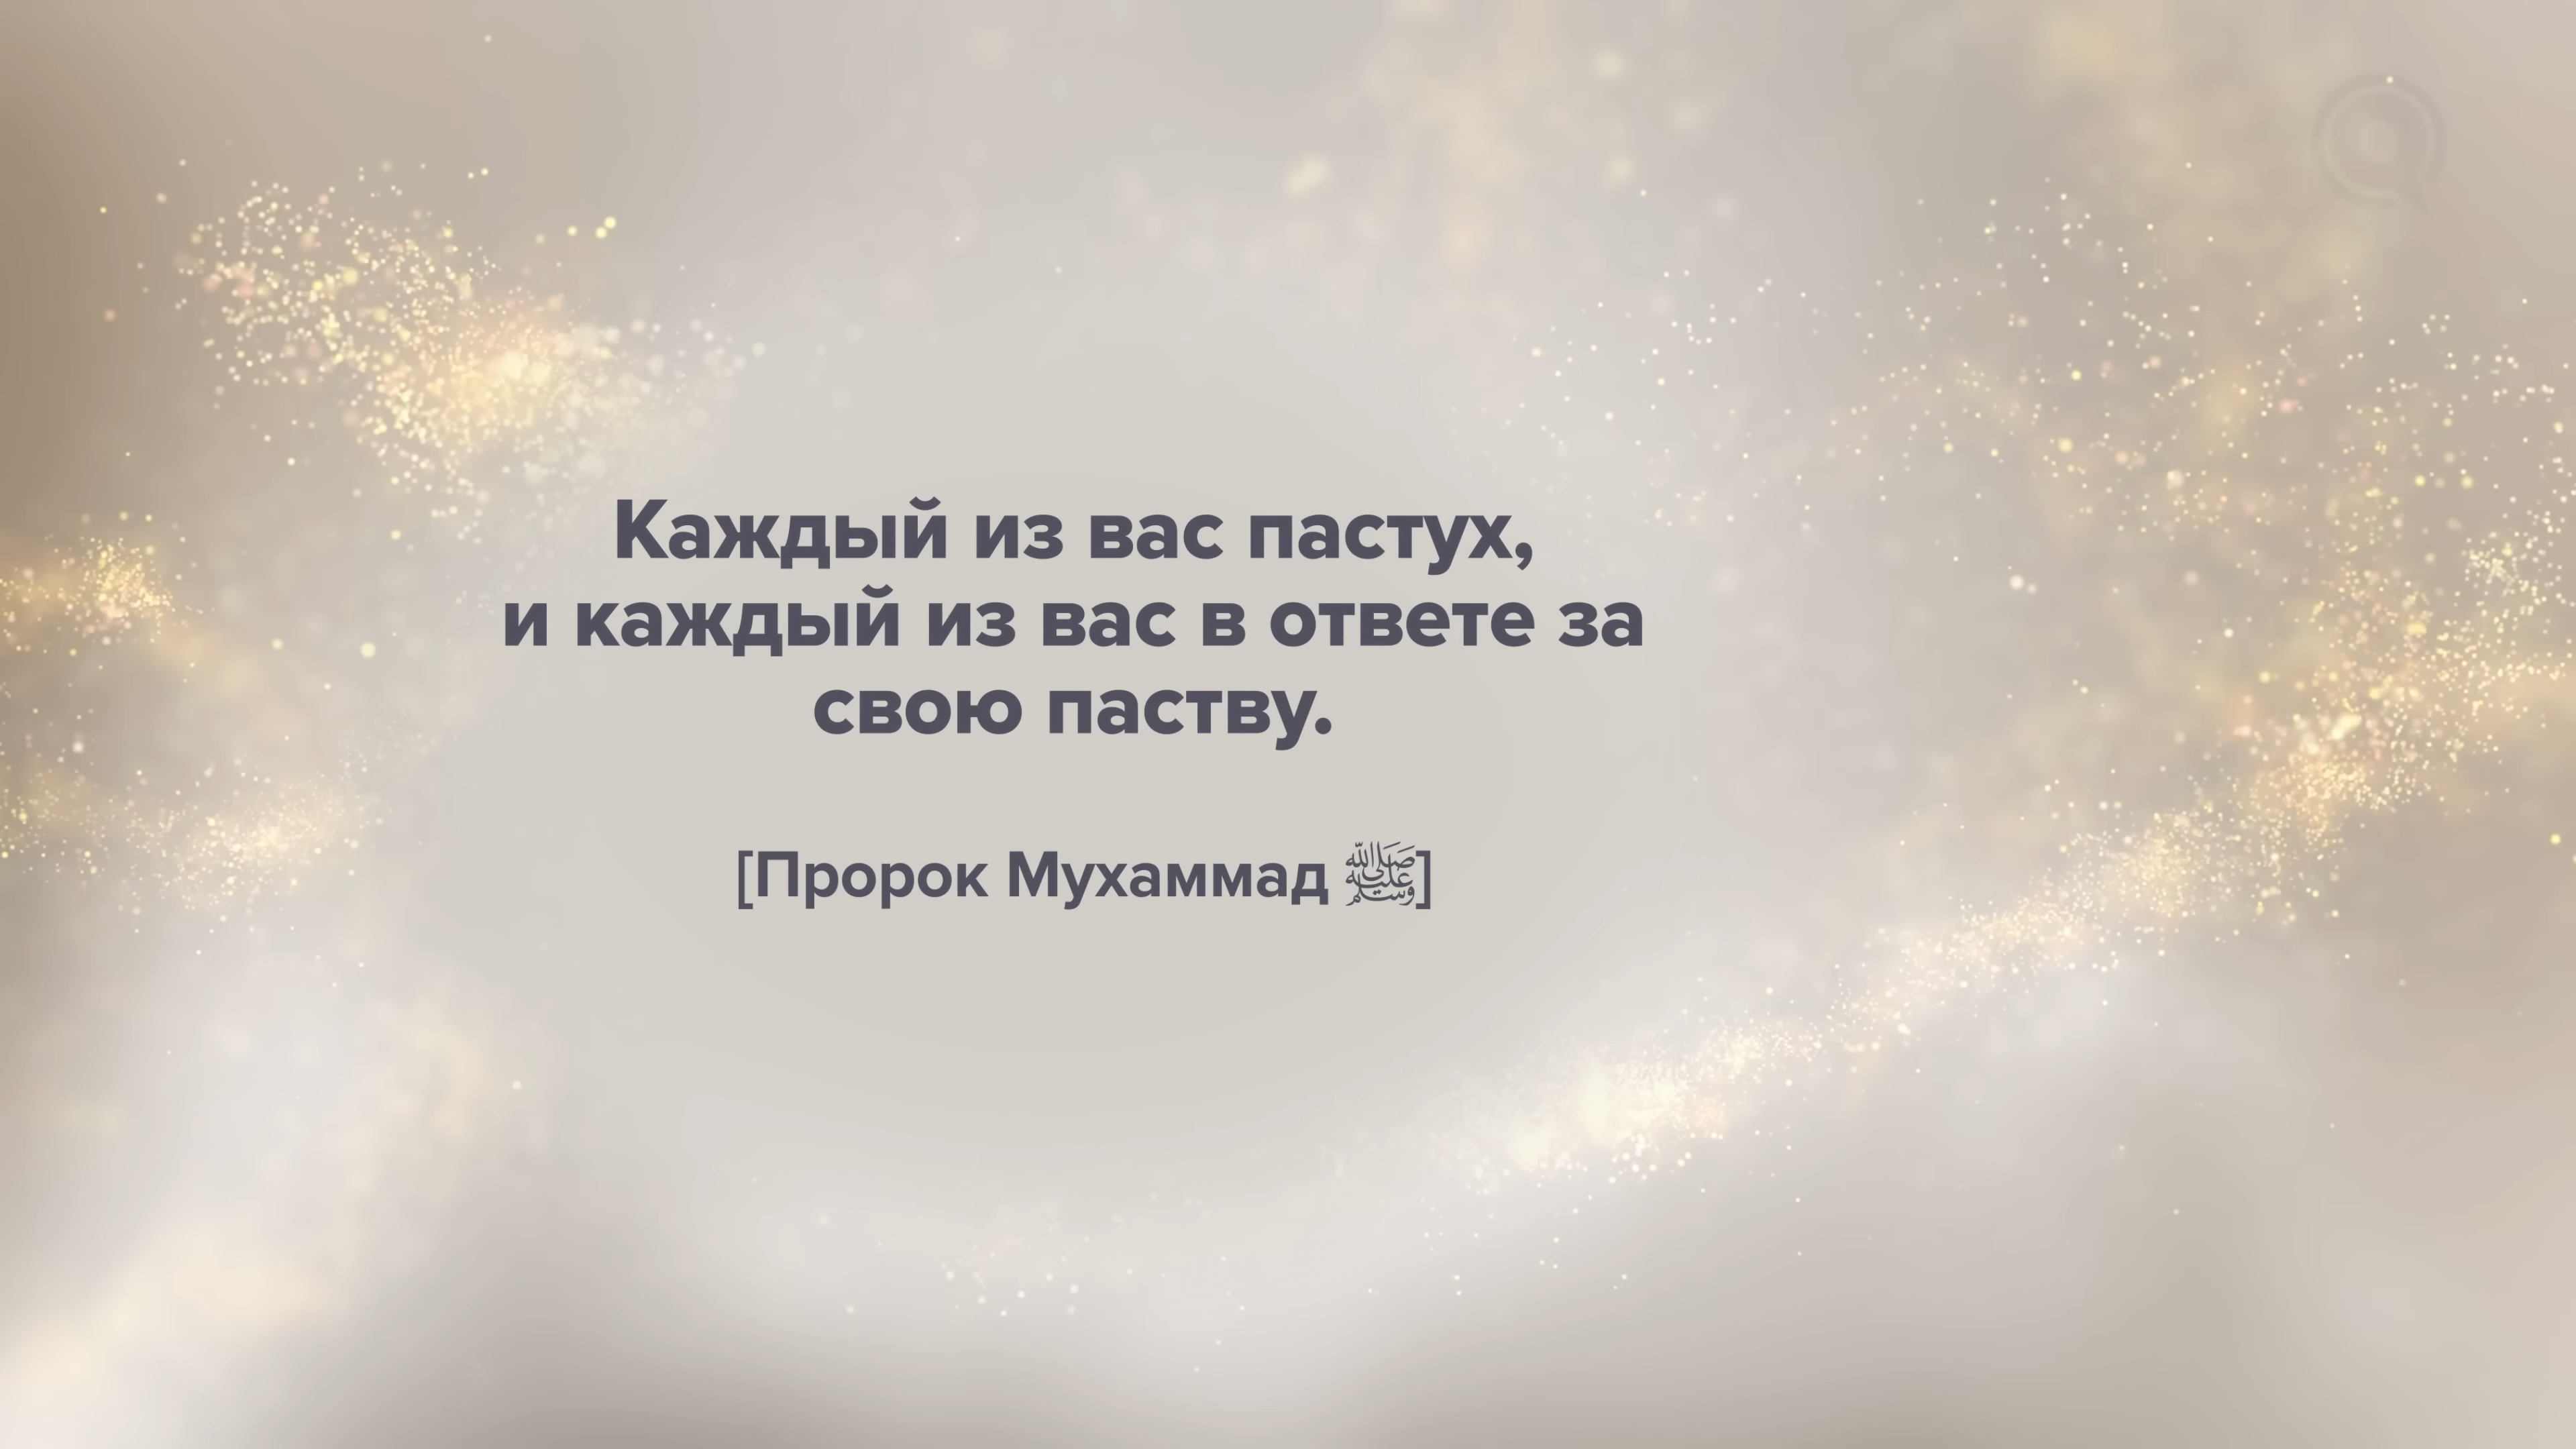 Каждый из вас пастух,
и каждый из вас в ответе за
свою паству.
[Пророк Мухаммад ﷺ]